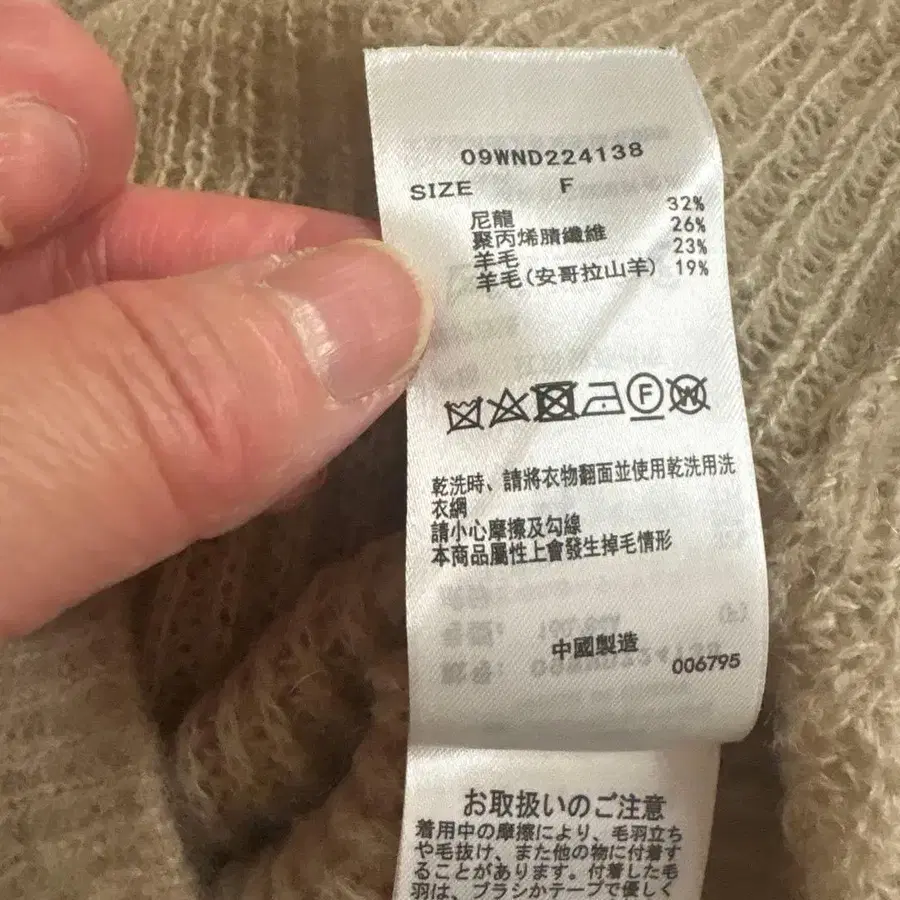 09WND224138
SIZE F
尼龍 32%
聚丙烯腈纖維 26%
羊毛 23%
羊毛(安哥拉山羊) 19%
F W
乾洗時、請將衣物翻面並使用乾洗用洗
衣網
請小心摩擦及勾線
本商品屬性上會發生掉毛情形
中國製造
006795
お取扱いのご注意
着用中の摩擦により、毛羽立ち
や毛抜け、また他の物に付着す
ることがあります。付着した毛
羽は、ブラシかテープで優しく